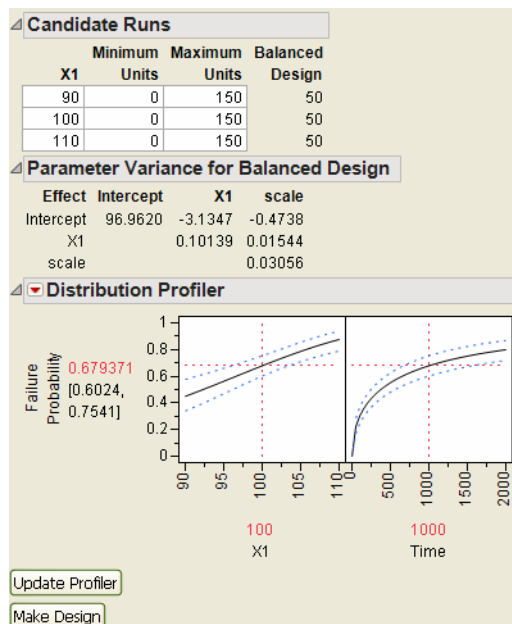 Candidate Runs
Minimum Maximum Balanced
X1 Units Units Design
90 0 150 50
100 0 150 50
110 0 150 50
Parameter Variance for Balanced Design
Effect Intercept X1 scale
Intercept 96.9620 -3.1347 -0.4738
X1 0.10139 0.01544
scale 0.03056
Distribution Profiler
Failure
Probability
0.679371
[0.6024,
0.7541]
1
0.8
0.6
0.4
0.2
0
90 95 100 105 110 0 500 1000 1500 2000
100 1000
X1 Time
Update Profiler
Make Design